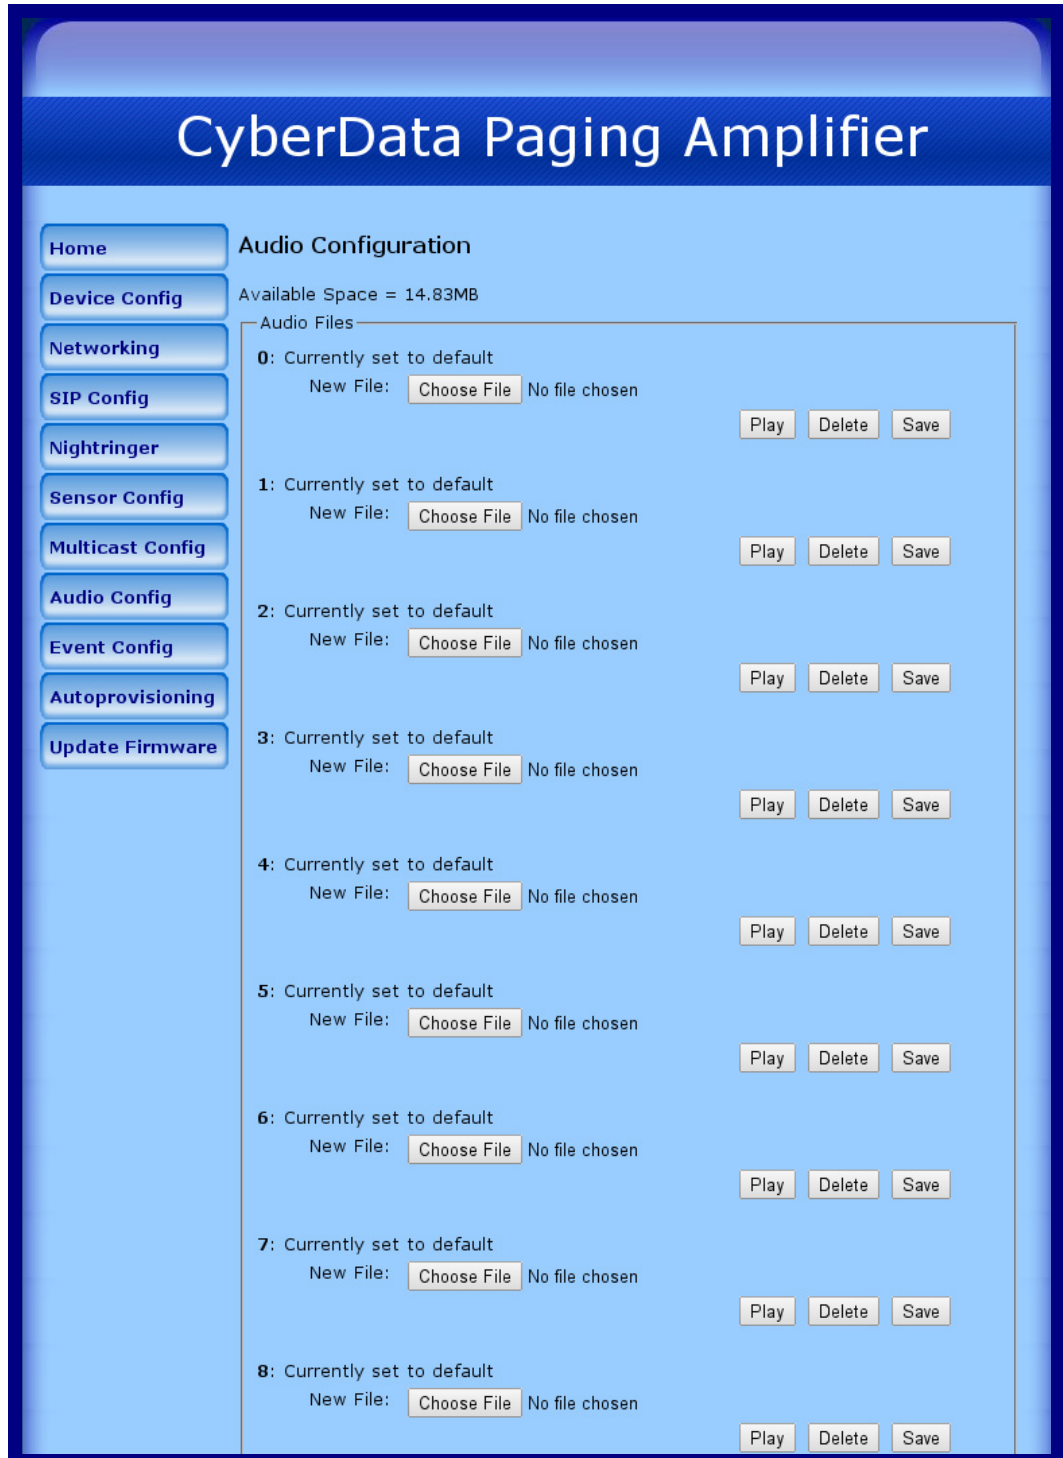 CyberData Paging Amplifier
Home
Device Config
Networking
SIP Config
Nightringer
Sensor Config
Multicast Config
Audio Config
Event Config
Autoprovisioning
Update Firmware
Audio Configuration
Available Space = 14.83MB
Audio Files
0: Currently set to default
New File: Choose File No file chosen
Play Delete Save
1: Currently set to default
New File: Choose File No file chosen
Play Delete Save
2: Currently set to default
New File: Choose File No file chosen
Play Delete Save
3: Currently set to default
New File: Choose File No file chosen
Play Delete Save
4: Currently set to default
New File: Choose File No file chosen
Play Delete Save
5: Currently set to default
New File: Choose File No file chosen
Play Delete Save
6: Currently set to default
New File: Choose File No file chosen
Play Delete Save
7: Currently set to default
New File: Choose File No file chosen
Play Delete Save
8: Currently set to default
New File: Choose File No file chosen
Play Delete Save